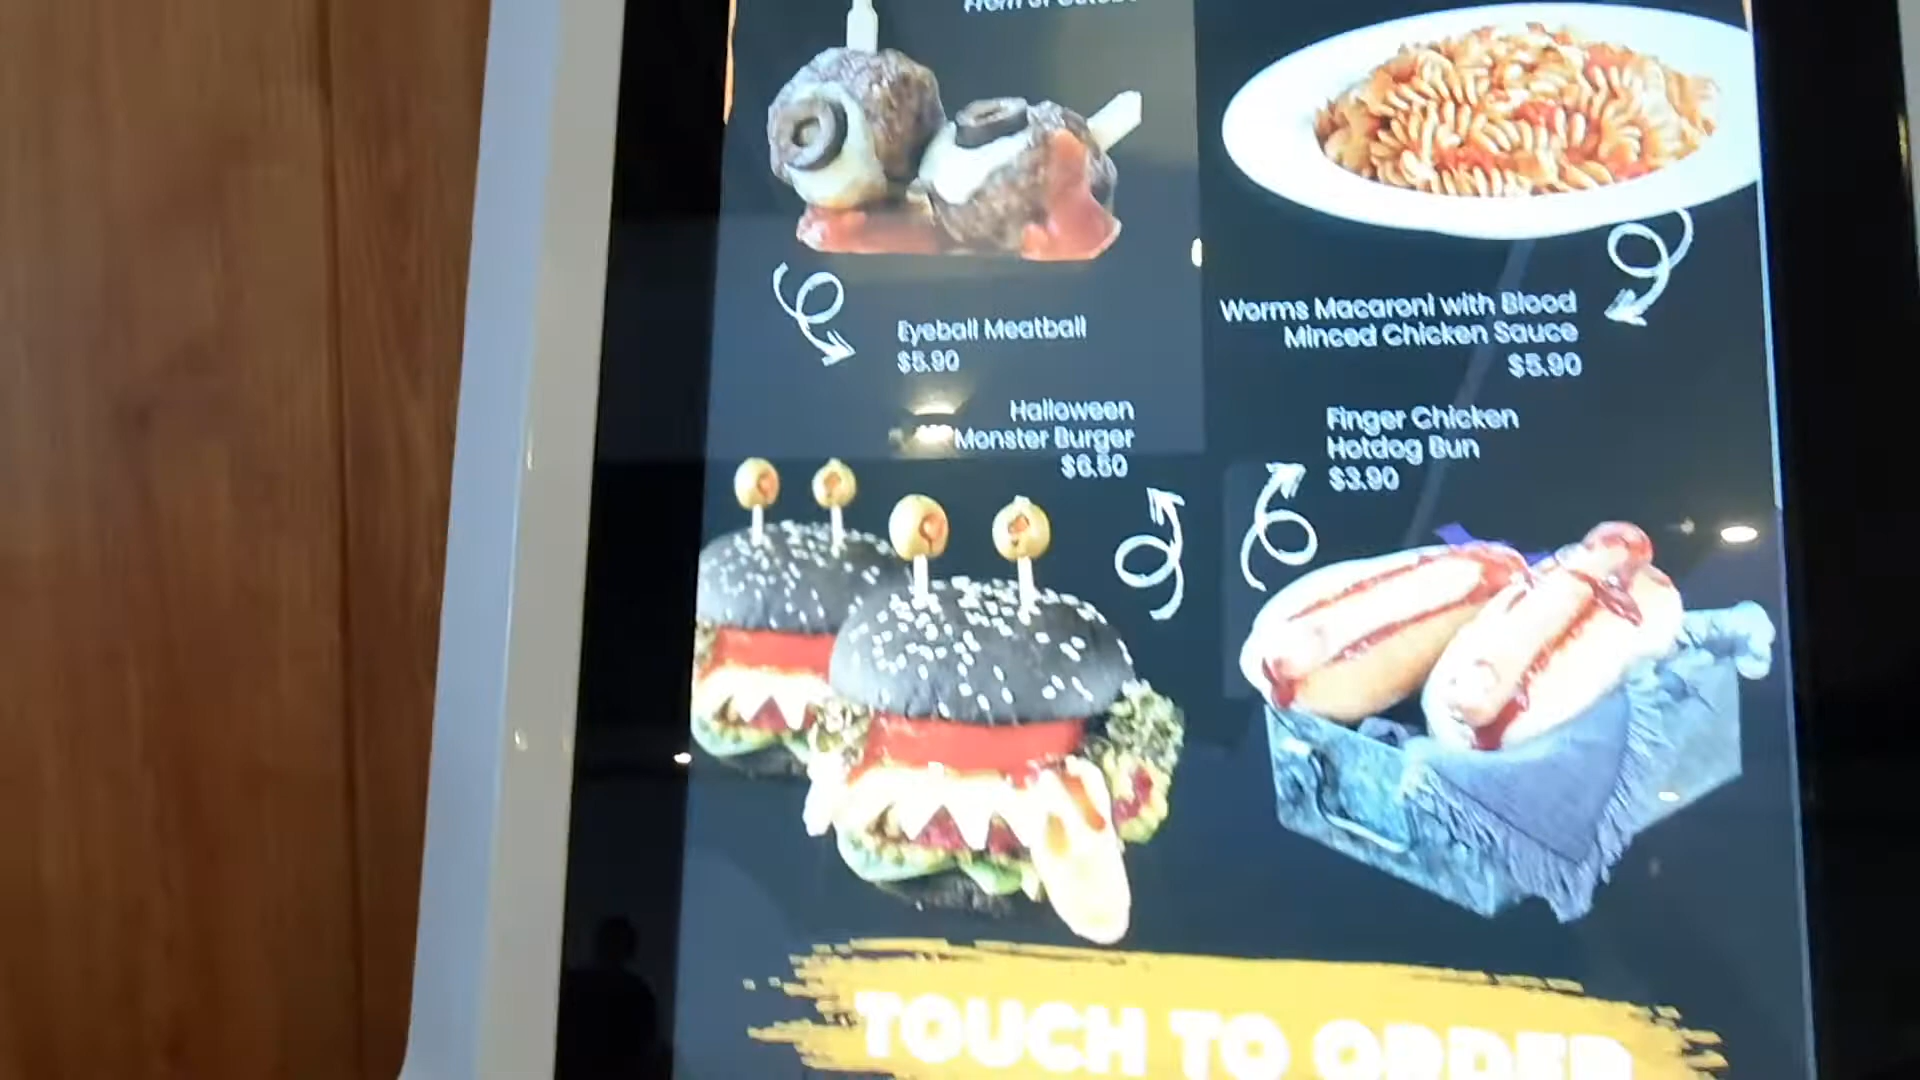 Eyeball Meatball
$5.90
Worms Macaroni with Blood
Minced Chicken Sauce
$5.90
Halloween
Monster Burger
$6.50
Finger Chicken
Hotdog Bun
$3.90
TOUCH TO ORDER